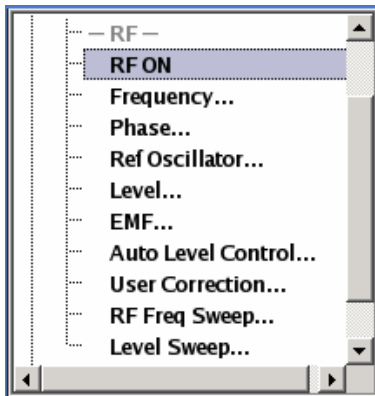 – RF –
RF ON
Frequency...
Phase...
Ref Oscillator...
Level...
EMF...
Auto Level Control...
User Correction...
RF Freq Sweep...
Level Sweep...